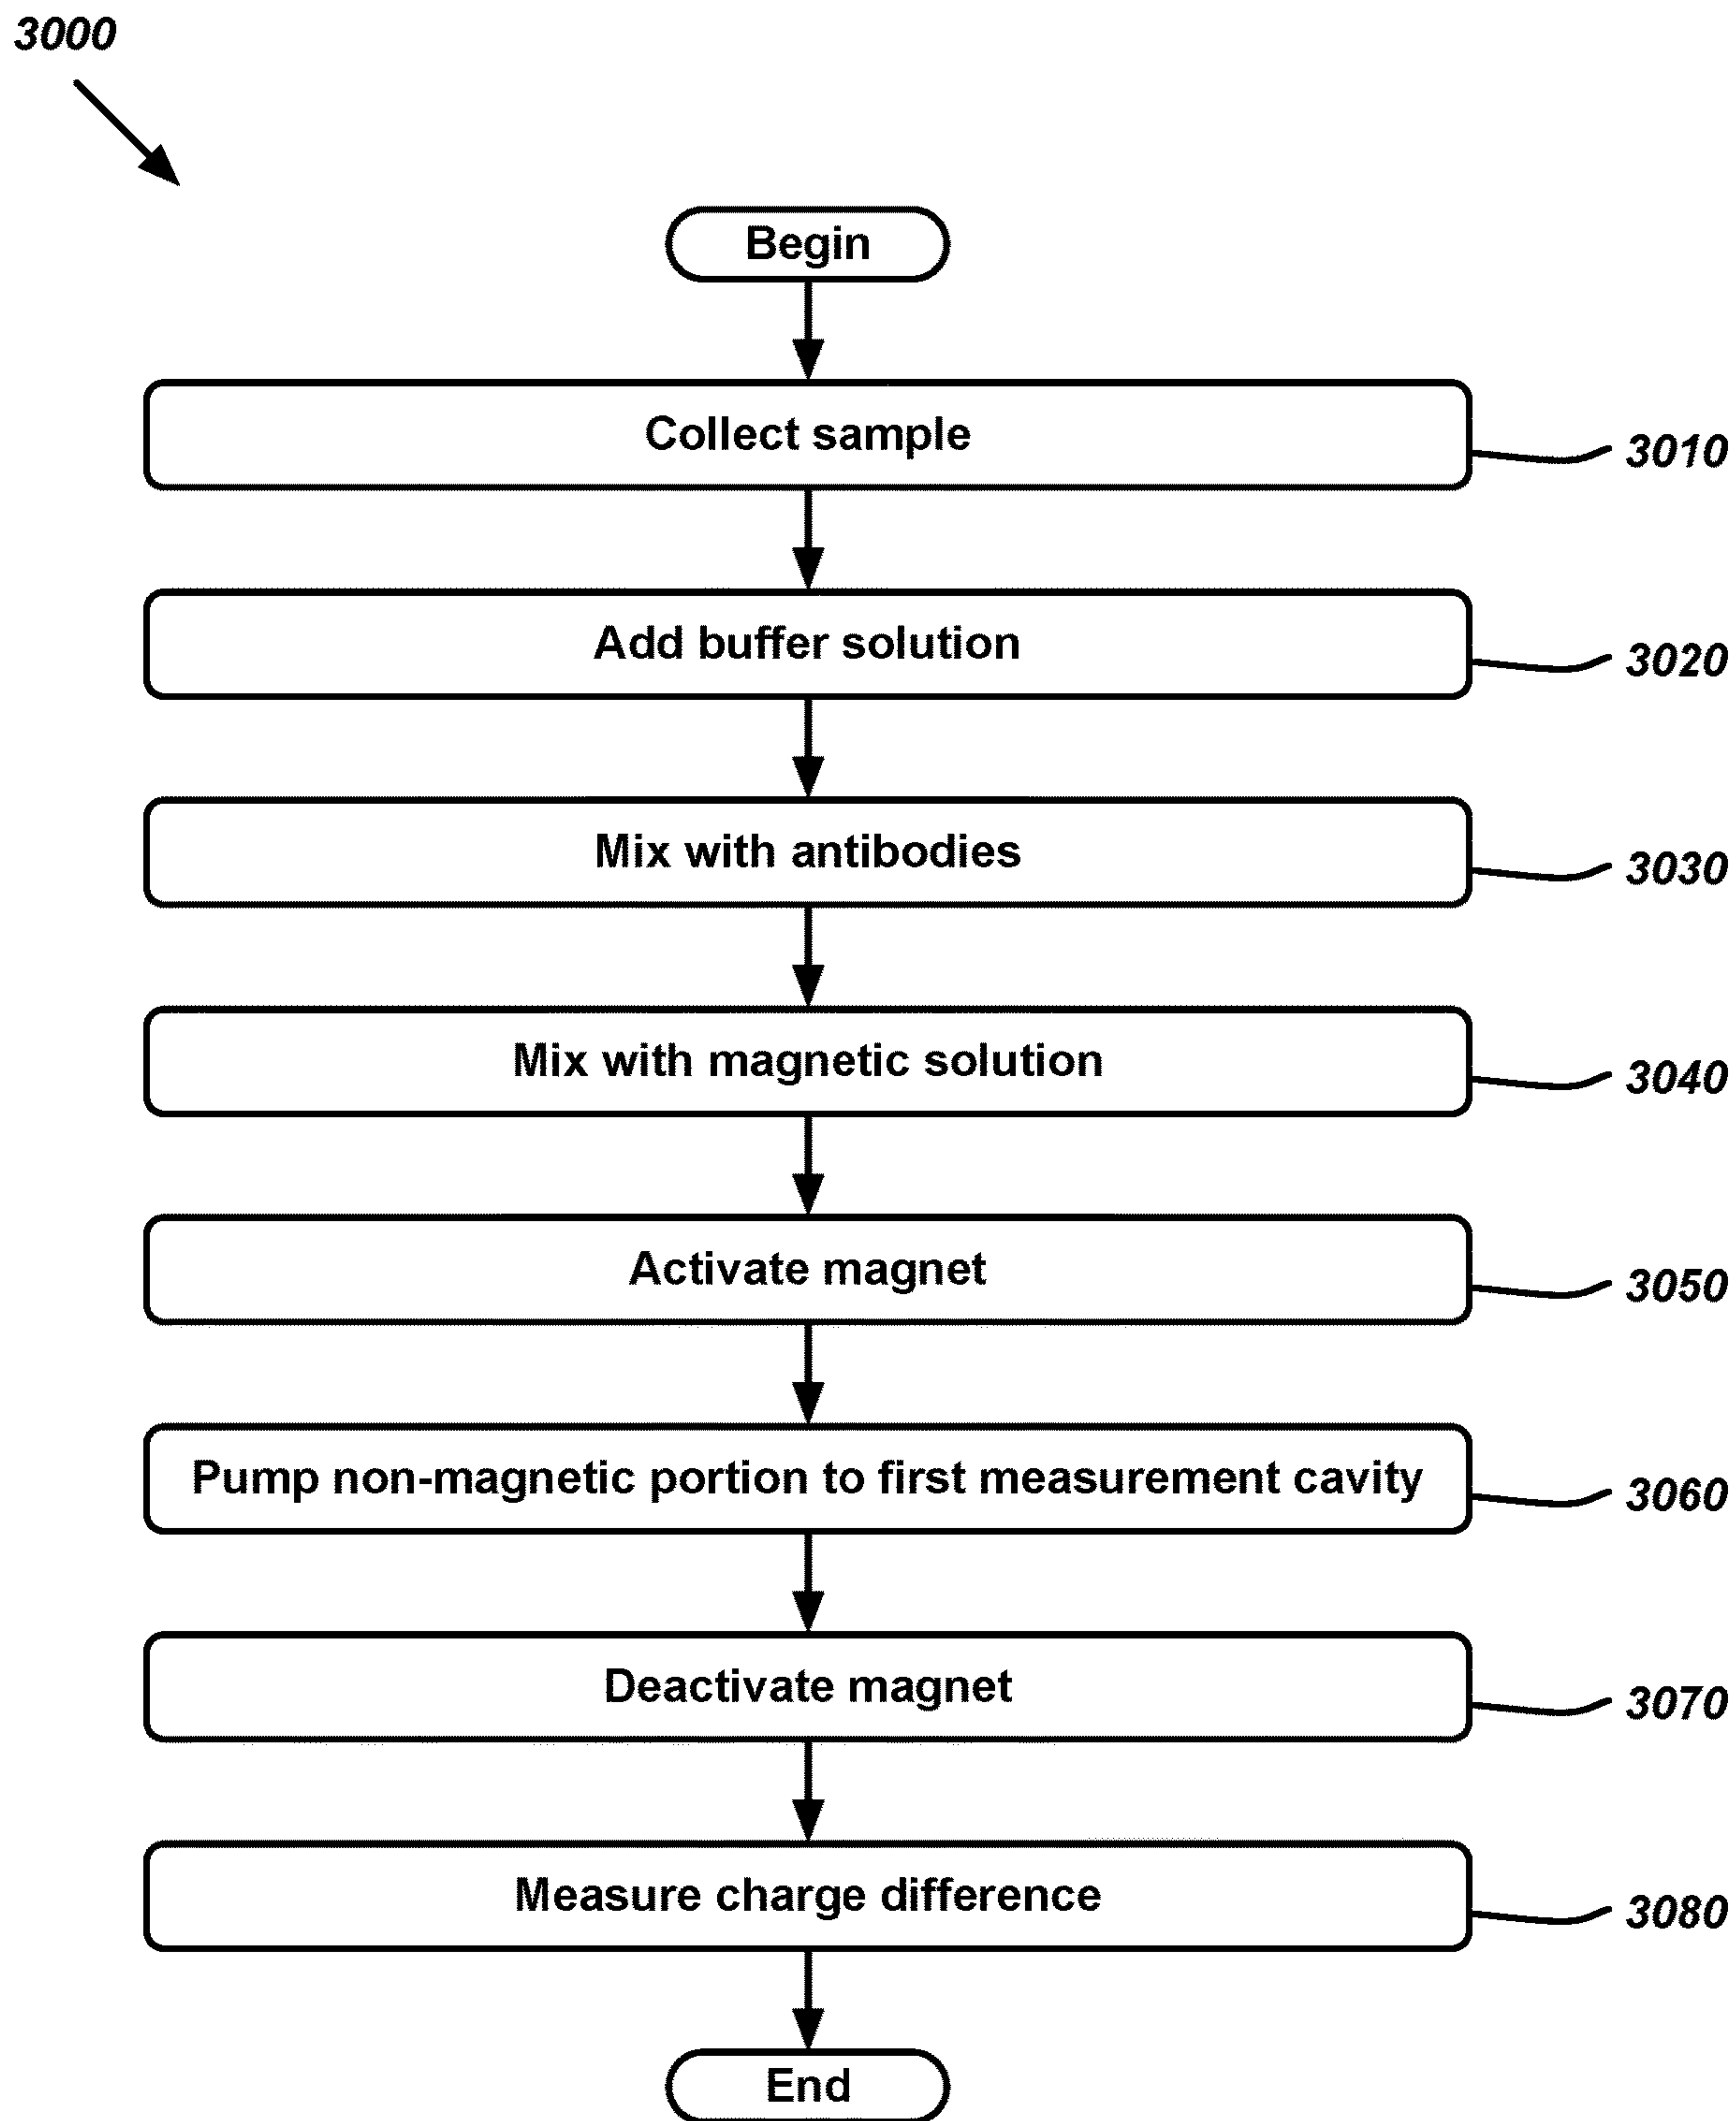 3000
Begin
Collect sample
3010
Add buffer solution
3020
Mix with antibodies
3030
Mix with magnetic solution
3040
Activate magnet
3050
Pump non-magnetic portion to first measurement cavity
3060
Deactivate magnet
3070
Measure charge difference
3080
End